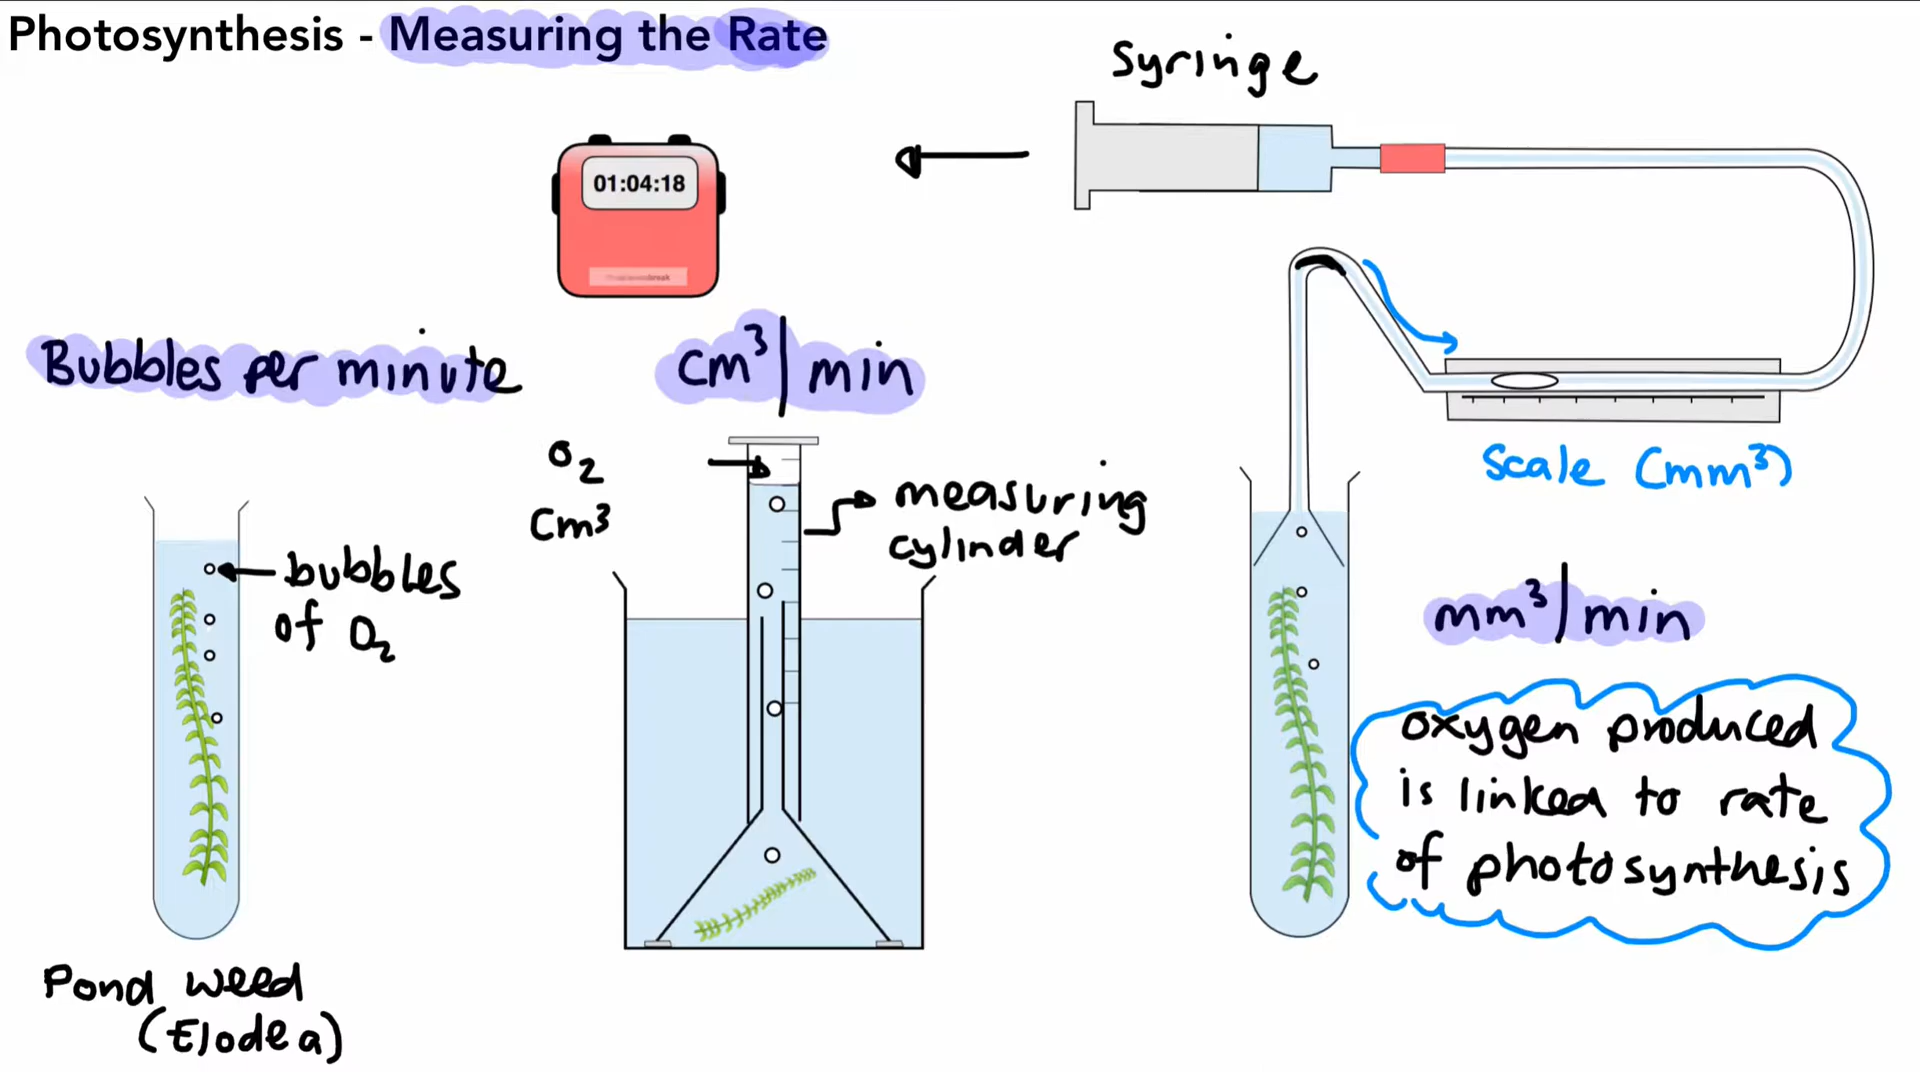 Photosynthesis - Measuring the Rate
Syringe
01:04:18
Bubbles per minute
cm³/min
O₂
cm³
measuring
cylinder
bubbles
of O₂
Pond weed
(Elodea)
Scale (mm³)
mm³/min
oxygen produced
is linked to rate
of photosynthesis